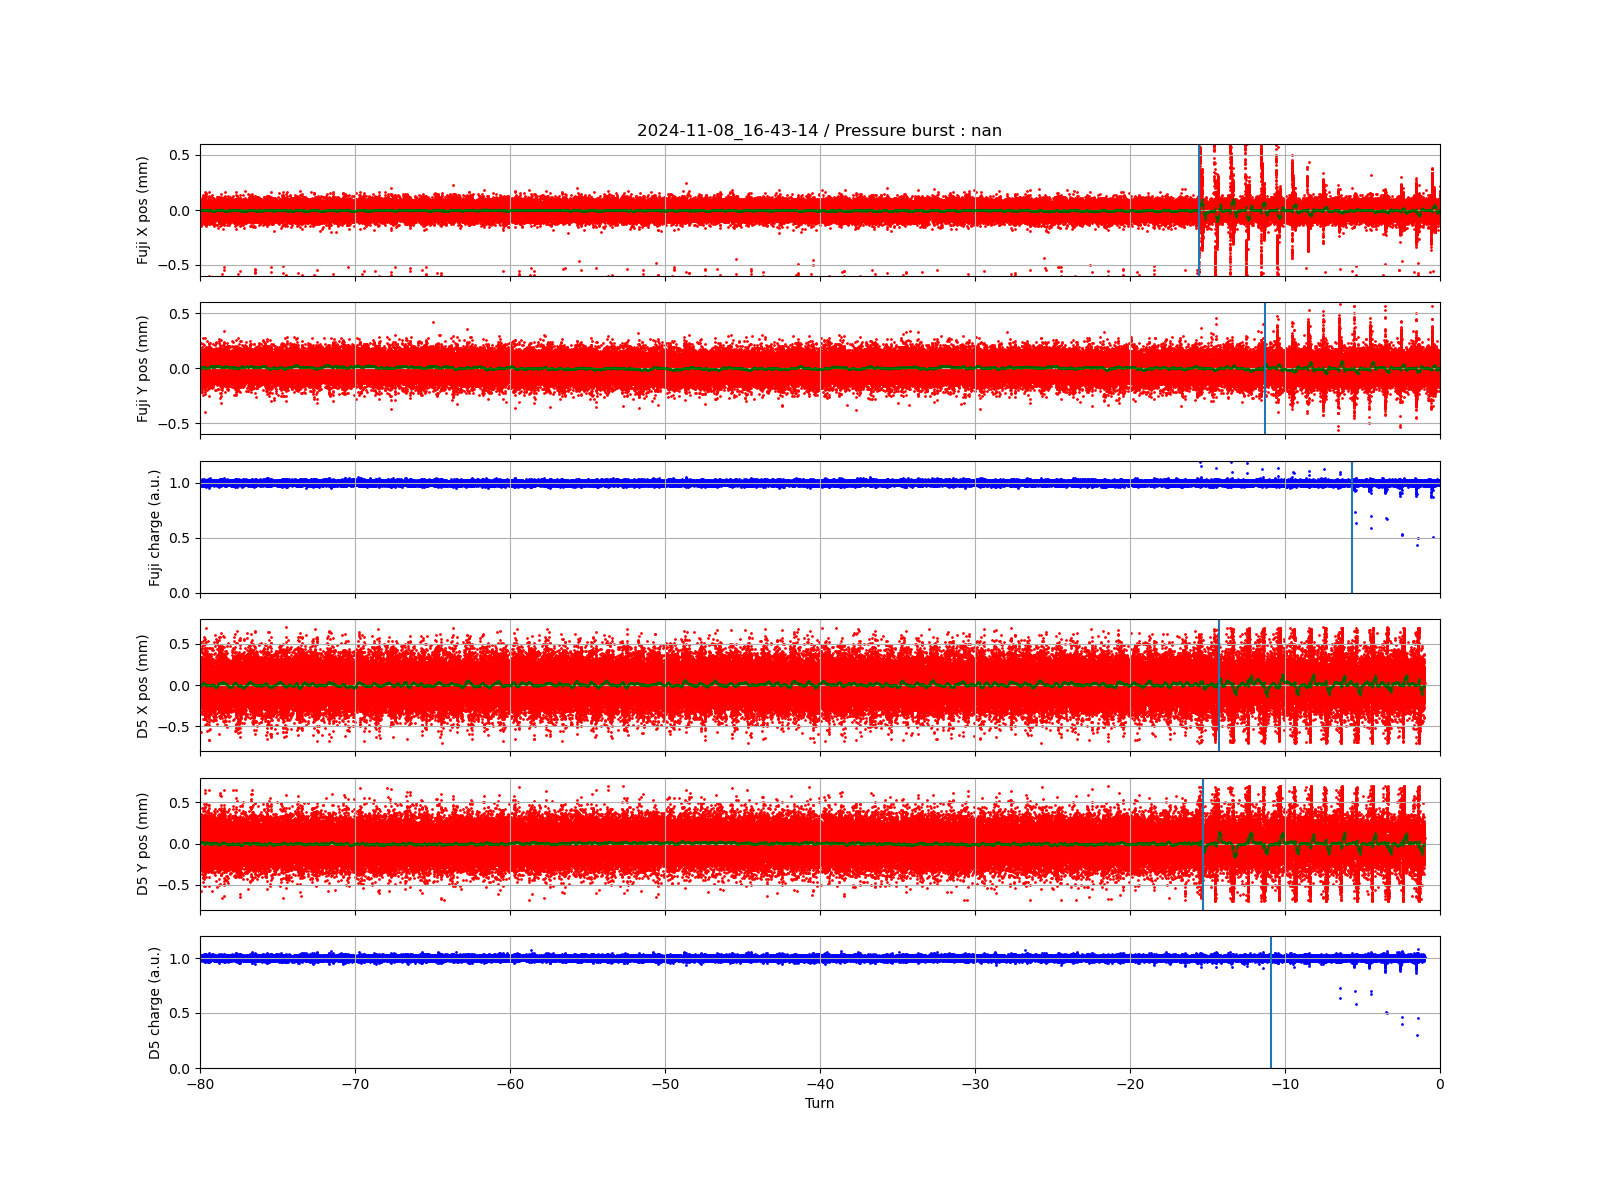 2024-11-08_16-43-14 / Pressure burst : nan
Fuji X pos (mm)
0.5
0.0
−0.5
Fuji Y pos (mm)
0.5
0.0
−0.5
Fuji charge (a.u.)
1.0
0.5
0.0
D5 X pos (mm)
0.5
0.0
−0.5
D5 Y pos (mm)
0.5
0.0
−0.5
D5 charge (a.u.)
1.0
0.5
0.0
−80 −70 −60 −50 −40 −30 −20 −10 0
Turn